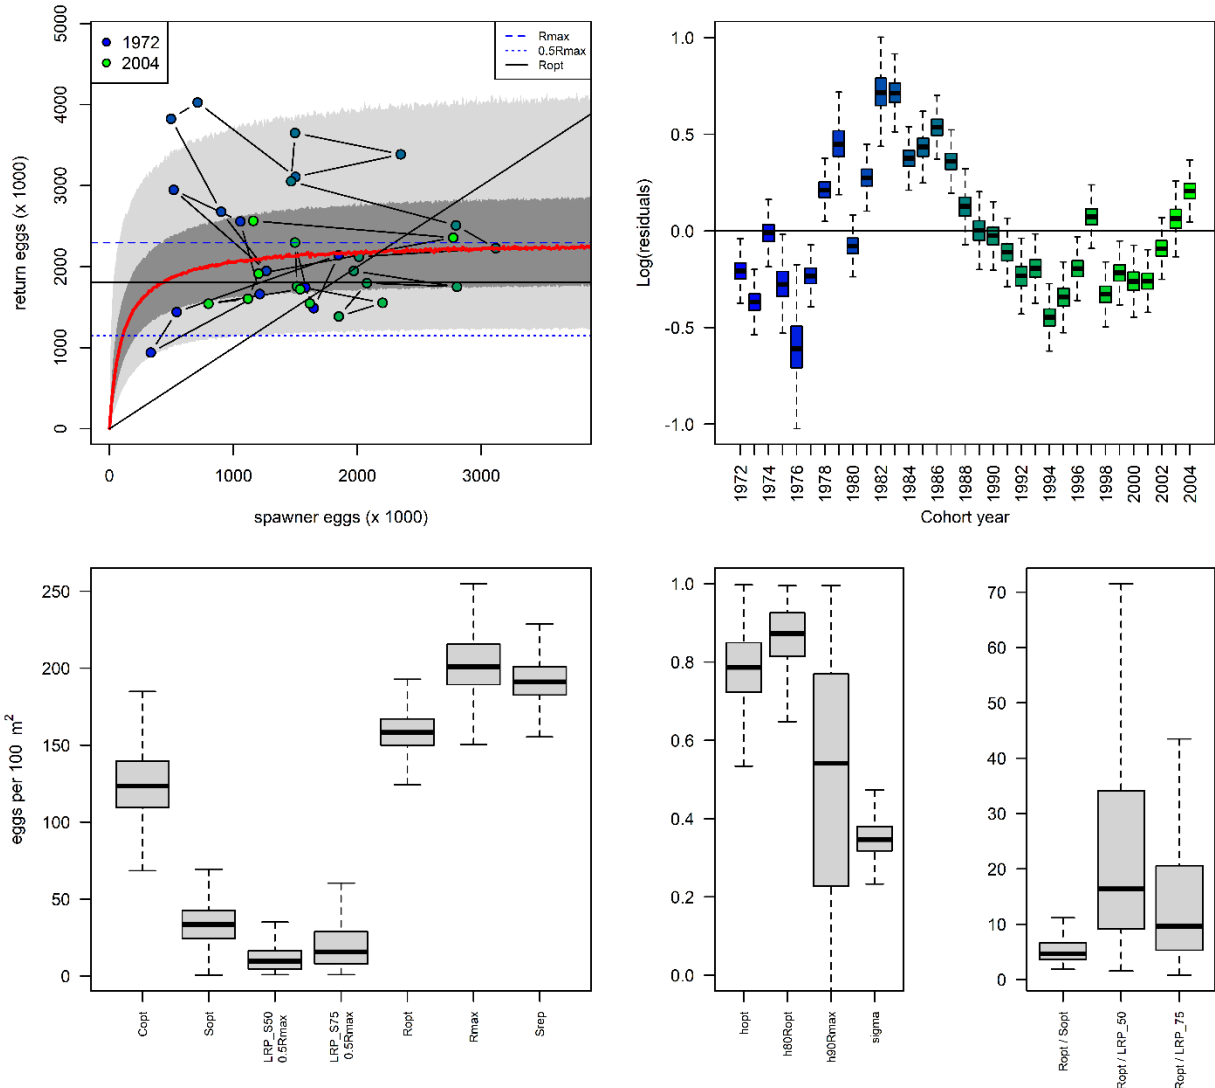 1972
2004
Rmax
0.5Rmax
Ropt
5000
4000
3000
2000
1000
0
return eggs (x 1000)
0
1000
2000
3000
spawner eggs (x 1000)
1.0
0.5
0.0
-0.5
-1.0
Log(residuals)
1972
1974
1976
1978
1980
1982
1984
1986
1988
1990
1992
1994
1996
1998
2000
2002
2004
Cohort year
250
200
150
100
50
0
eggs per 100 m²
Copt
Sopt
LRP_S50
0.5Rmax
LRP_S75
0.5Rmax
Ropt
Rmax
Srep
1.0
0.8
0.6
0.4
0.2
0.0
hopt
h80Ropt
h90Rmax
sigma
70
60
50
40
30
20
10
0
Ropt / Sopt
Ropt / LRP_50
Ropt / LRP_75